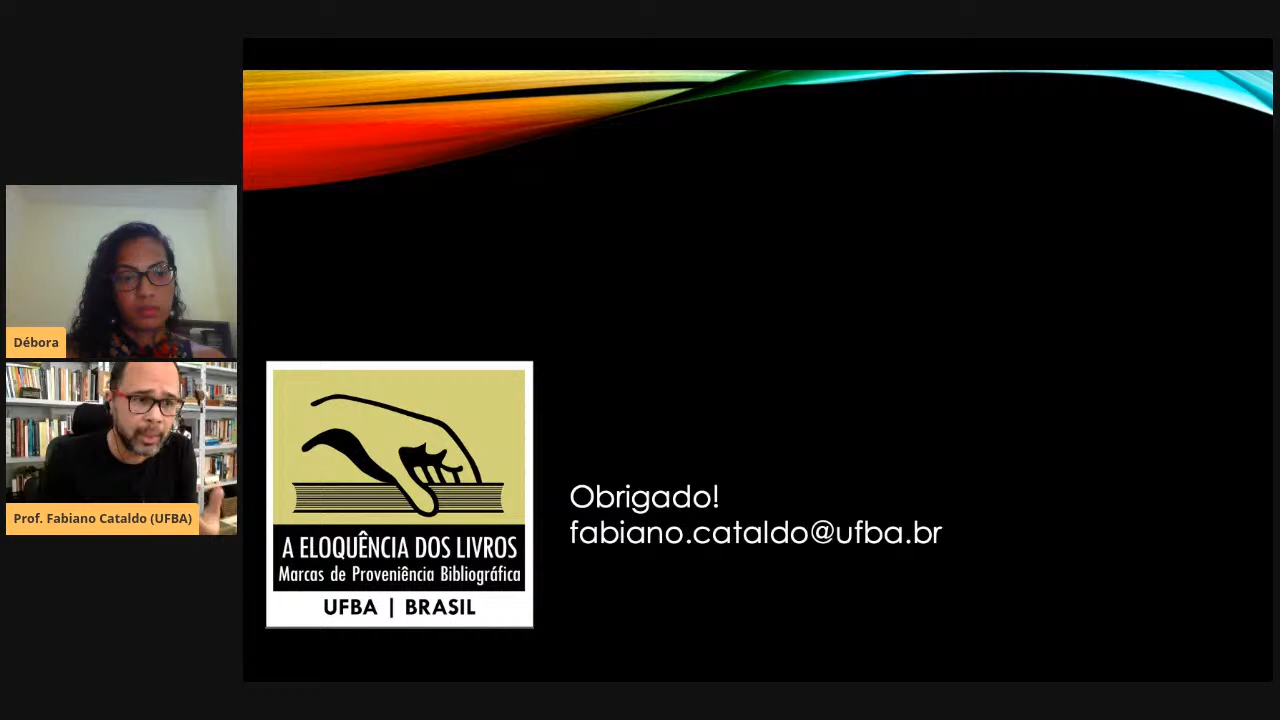 Débora
Prof. Fabiano Cataldo (UFBA)
A ELOQUÊNCIA DOS LIVROS
Marcas de Proveniência Bibliográfica
UFBA | BRASIL
Obrigado!
fabiano.cataldo@ufba.br